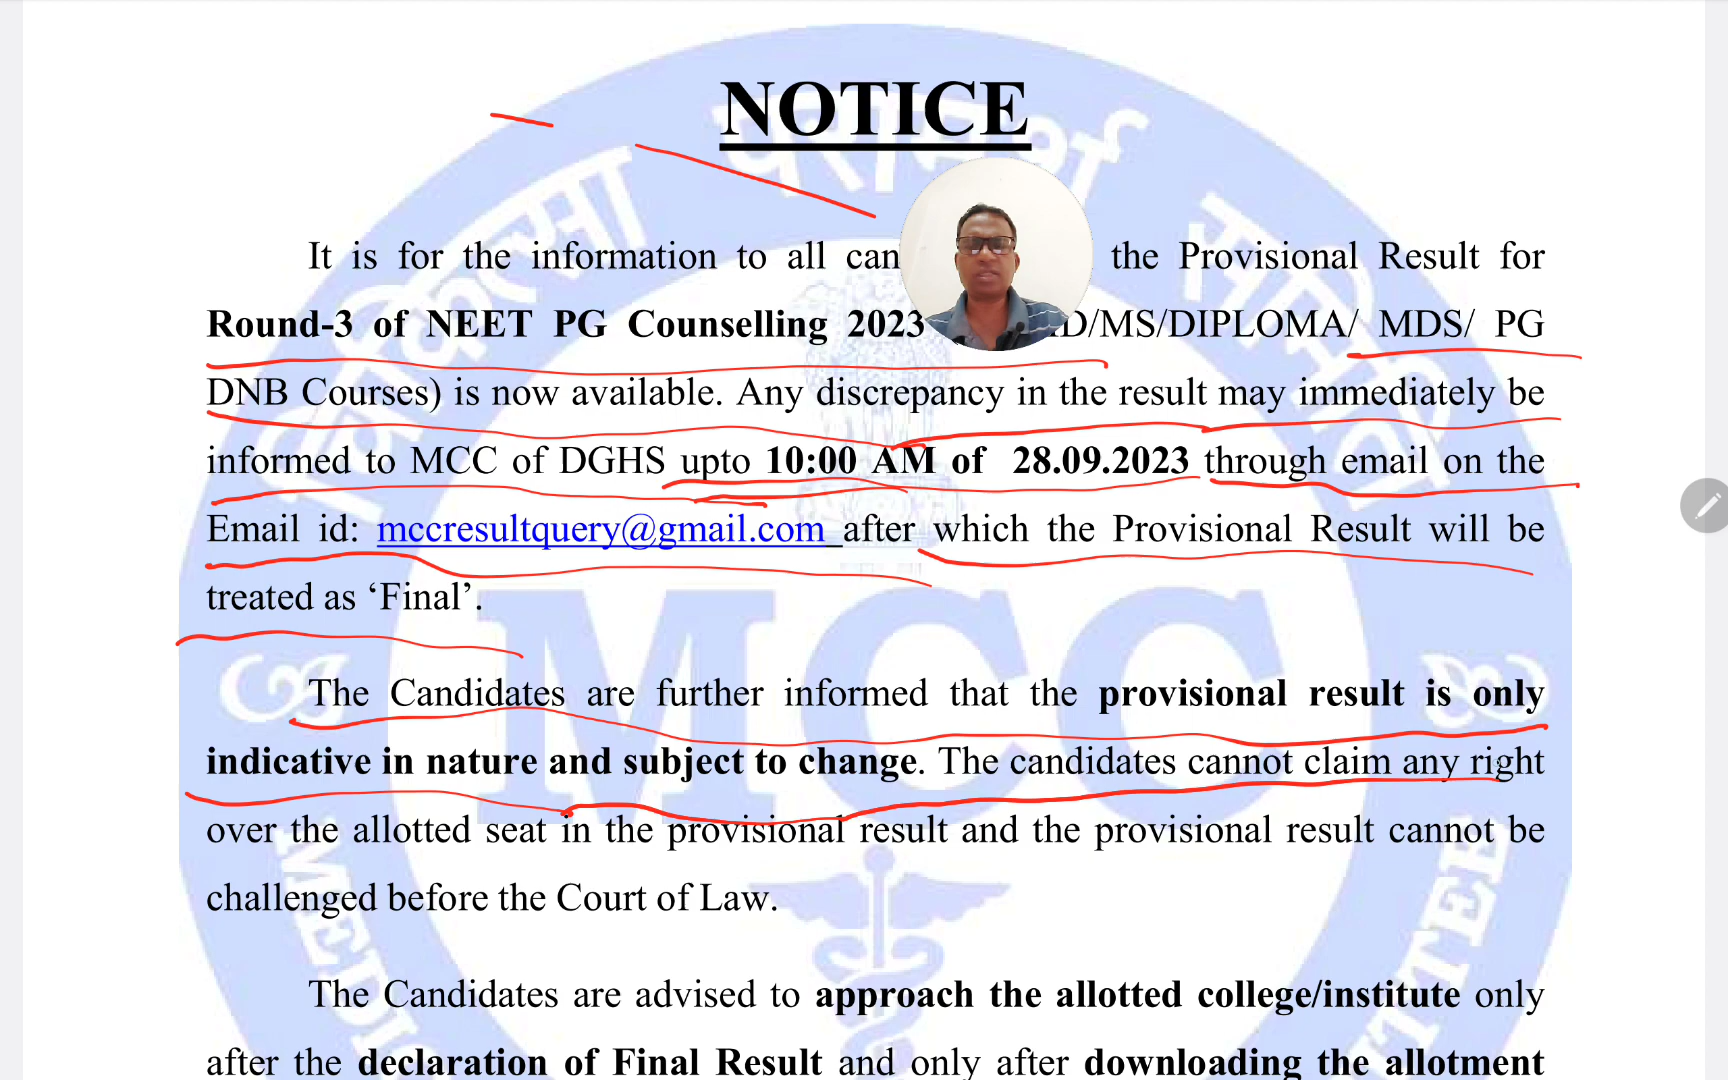 NOTICE
It is for the information to all can the Provisional Result for
Round-3 of NEET PG Counselling 2023 D/MS/DIPLOMA/ MDS/ PG
DNB Courses) is now available. Any discrepancy in the result may immediately be
informed to MCC of DGHS upto 10:00 AM of 28.09.2023 through email on the
Email id: mccresultquery@gmail.com after which the Provisional Result will be
treated as ‘Final’.
The Candidates are further informed that the provisional result is only
indicative in nature and subject to change. The candidates cannot claim any right
over the allotted seat in the provisional result and the provisional result cannot be
challenged before the Court of Law.
The Candidates are advised to approach the allotted college/institute only
after the declaration of Final Result and only after downloading the allotment
चिकित्सा परामर्श समिति
MCC